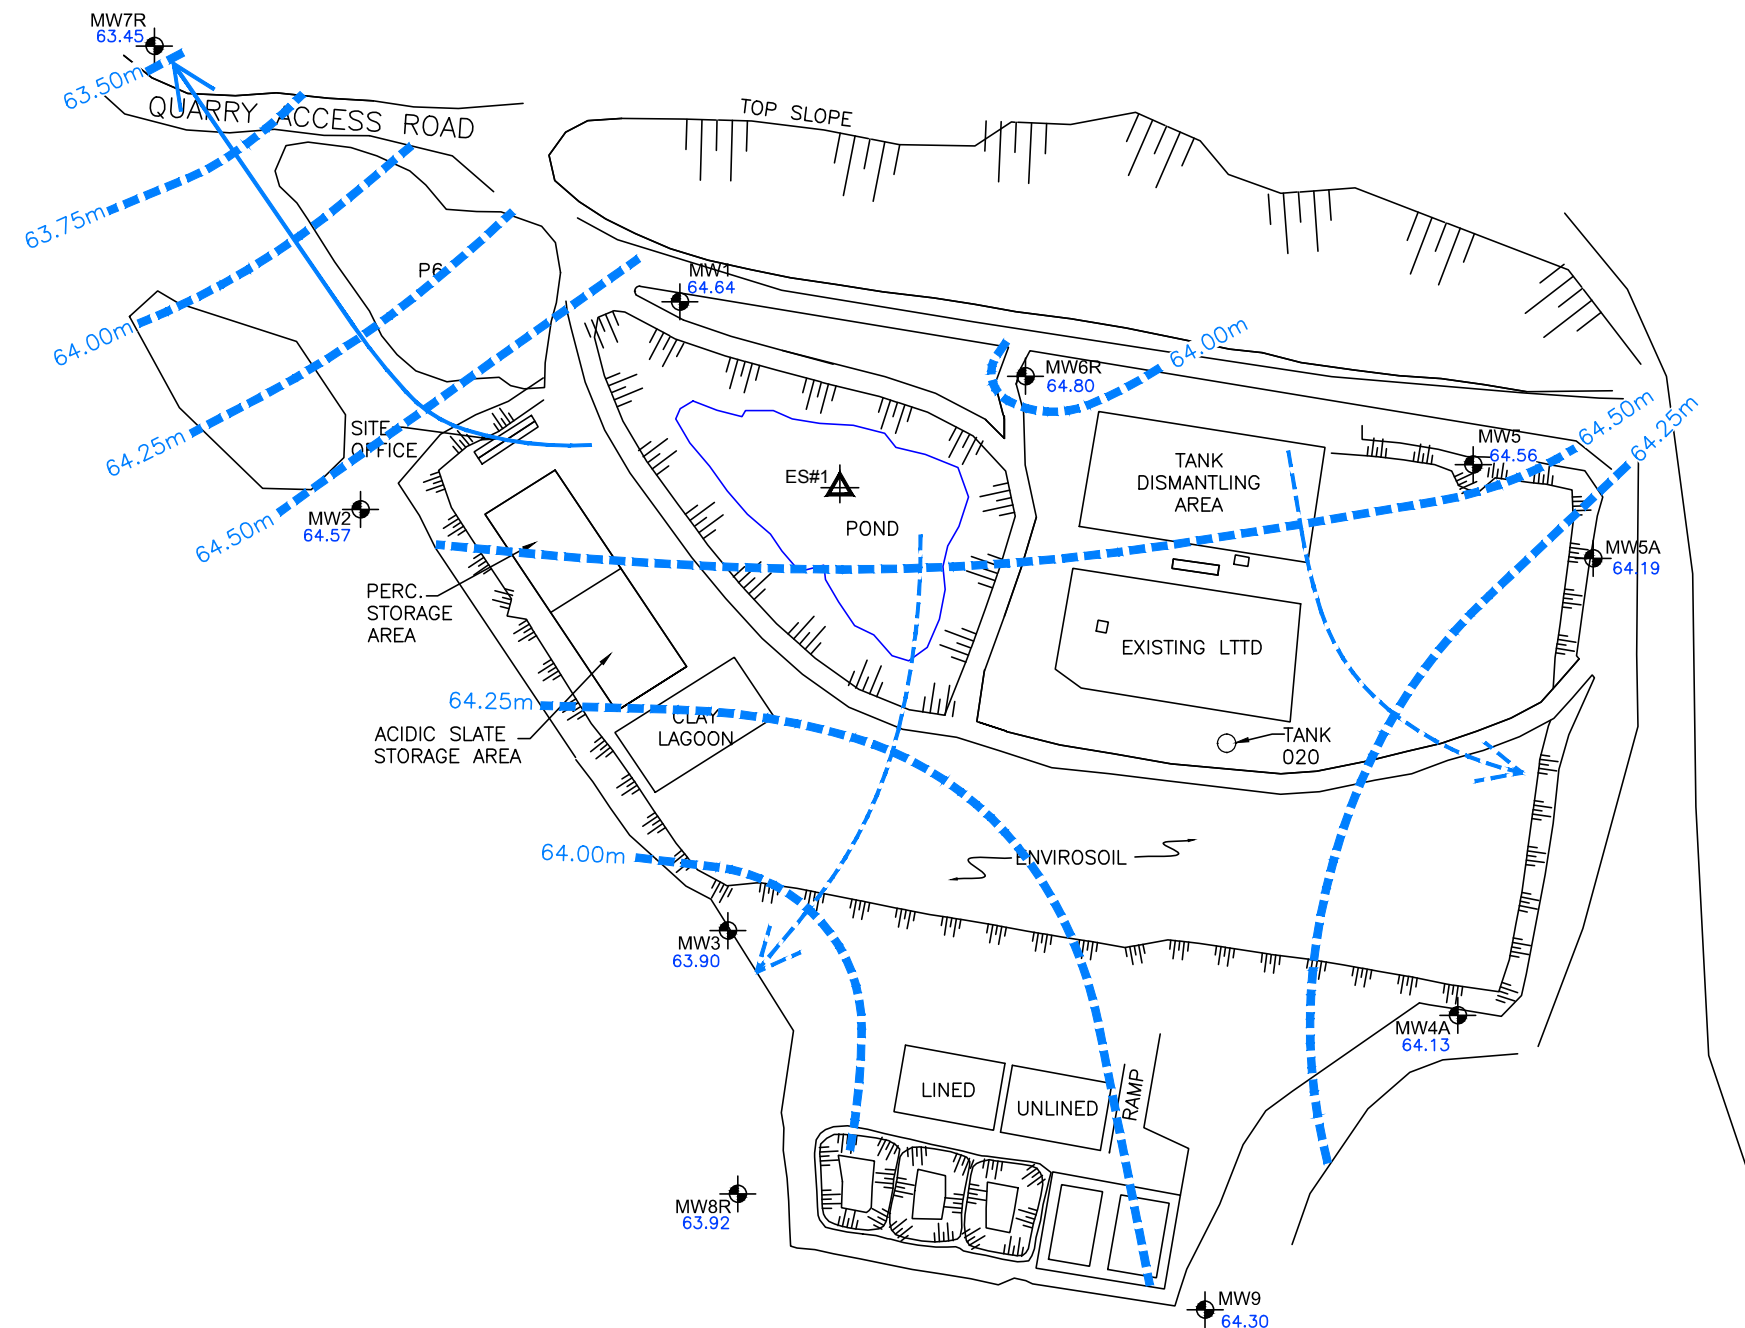 MW7R
63.45
63.50m
QUARRY ACCESS ROAD
TOP SLOPE
63.75m
P6
MW1
64.64
64.00m
64.00m
MW6R
64.80
64.25m
SITE
OFFICE
64.50m
64.25m
MW5
64.56
TANK
DISMANTLING
AREA
ES#1
POND
MW2
64.57
64.50m
MW5A
64.19
PERC.
STORAGE
AREA
EXISTING LTTD
64.25m
CLAY
LAGOON
ACIDIC SLATE
STORAGE AREA
TANK
020
64.00m
ENVIROSOIL
MW3
63.90
MW4A
64.13
LINED
UNLINED
RAMP
MW8R
63.92
MW9
64.30